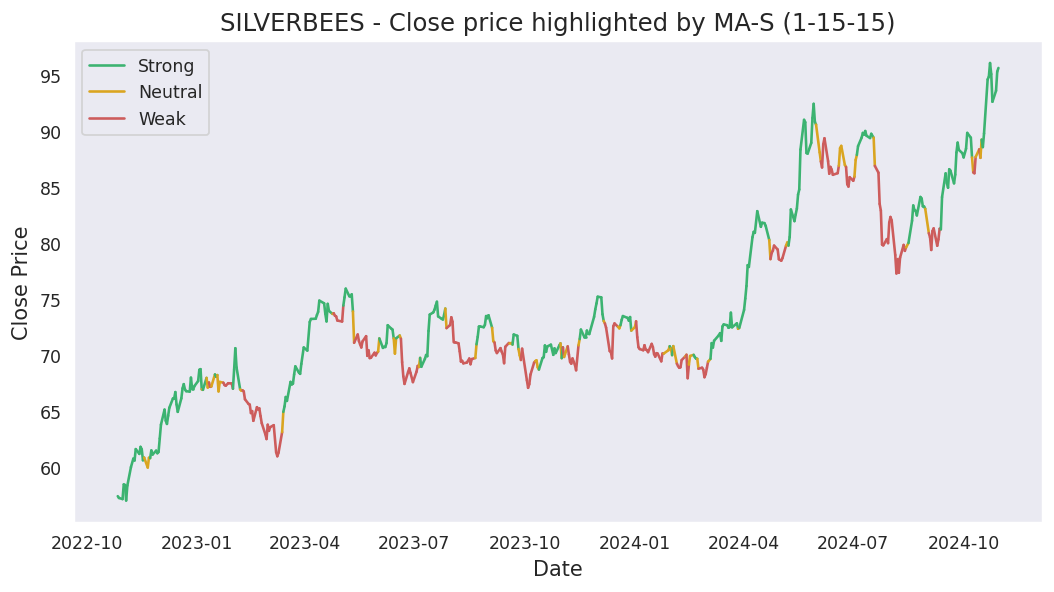 SILVERBEES - Close price highlighted by MA-S (1-15-15)
Strong
Neutral
Weak
95
90
85
80
75
70
65
60
Close Price
2022-10 2023-01 2023-04 2023-07 2023-10 2024-01 2024-04 2024-07 2024-10
Date